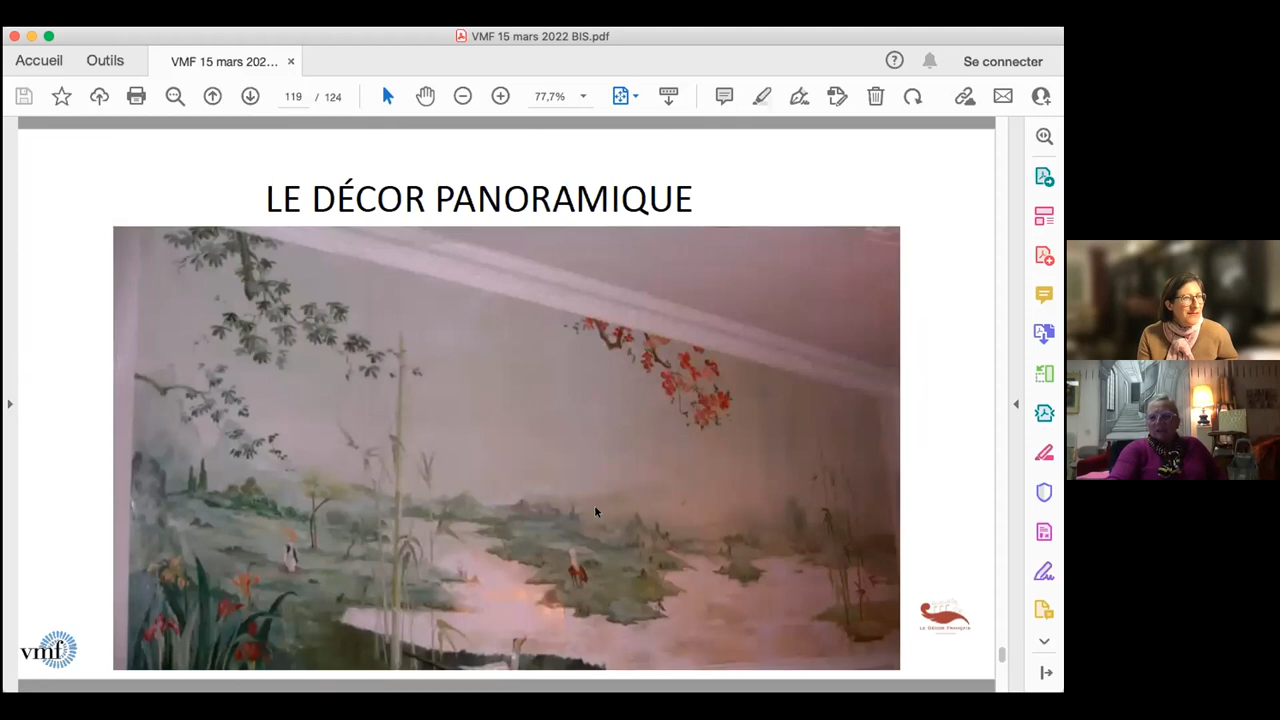 VMF 15 mars 2022 BIS.pdf
Accueil
Outils
VMF 15 mars 202...
Se connecter
119 / 124
77,7%
LE DÉCOR PANORAMIQUE
vmf
LE DÉCOR FRANÇAIS